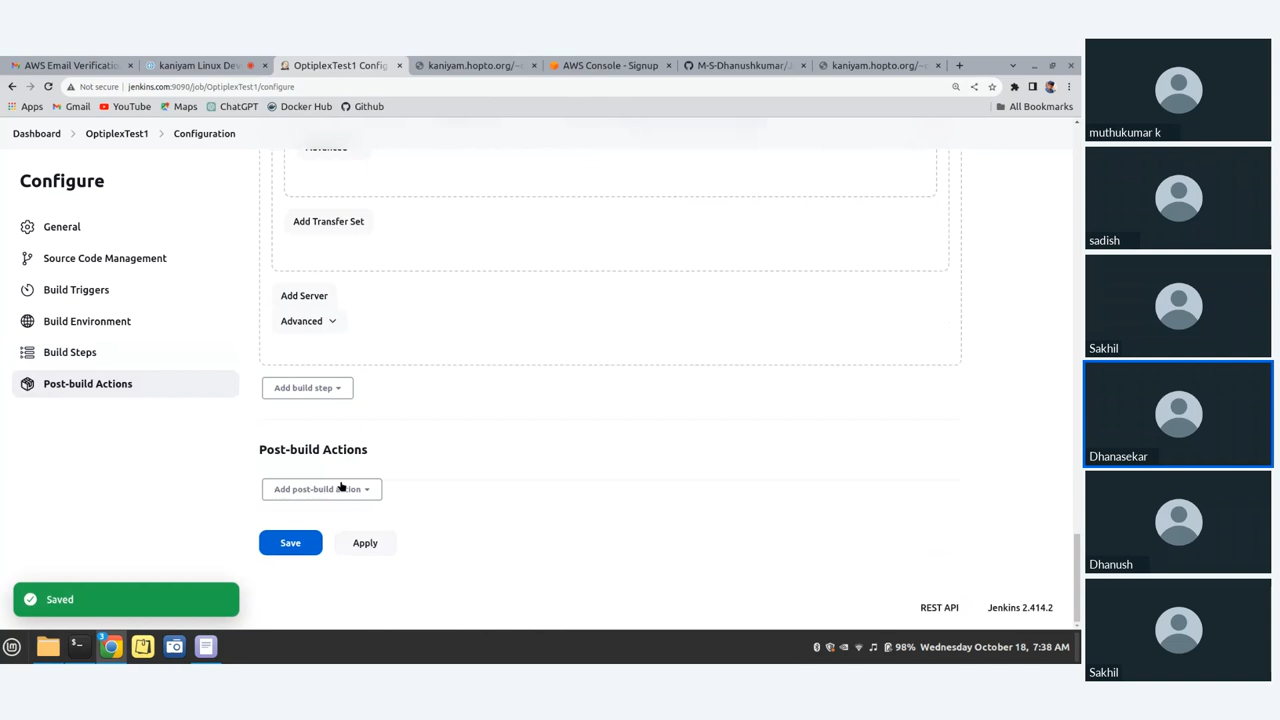 AWS Email Verificatio
kaniyam Linux Dev
OptiplexTest1 Config
kaniyam.hopto.org/~
AWS Console - Signup
M-S-Dhanushkumar/J
kaniyam.hopto.org/~
Not secure
jenkins.com:9090/job/OptiplexTest1/configure
Apps
Gmail
YouTube
Maps
ChatGPT
Docker Hub
Github
All Bookmarks
Dashboard
OptiplexTest1
Configuration
Configure
General
Source Code Management
Build Triggers
Build Environment
Build Steps
Post-build Actions
Advanced
Add Transfer Set
Add Server
Advanced
Add build step
Post-build Actions
Add post-build action
Save
Apply
Saved
REST API
Jenkins 2.414.2
3
98%
Wednesday October 18, 7:38 AM
muthukumar k
sadish
Sakhil
Dhanasekar
Dhanush
Sakhil